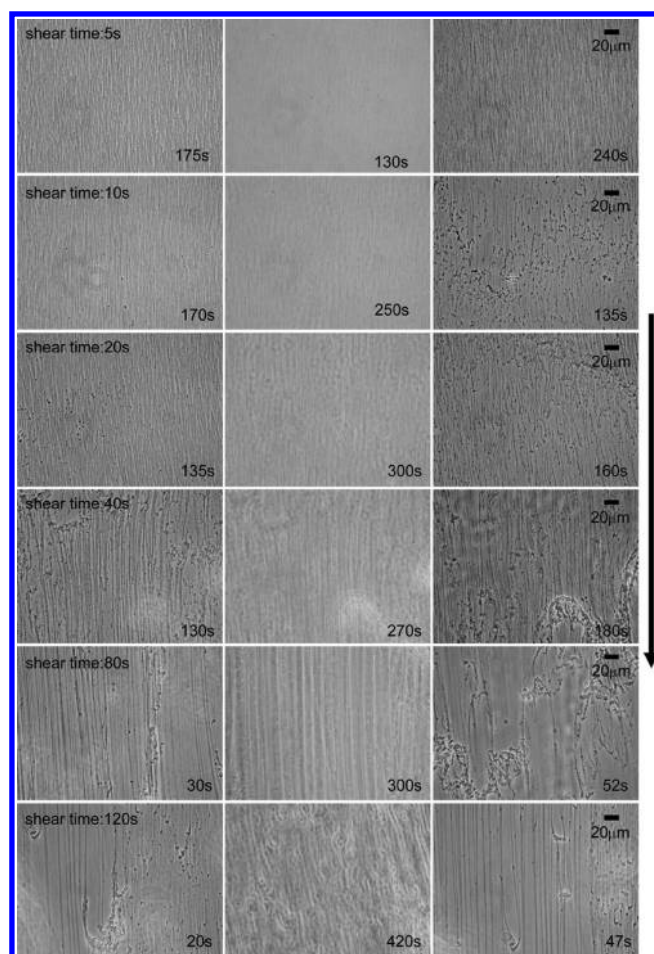 shear time:5s
20μm
175s
130s
240s
shear time:10s
20μm
170s
250s
135s
shear time:20s
20μm
135s
300s
160s
shear time:40s
20μm
130s
270s
180s
shear time:80s
20μm
30s
300s
52s
shear time:120s
20μm
20s
420s
47s